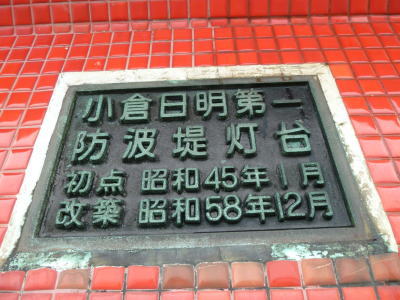 小倉日明第一
防波堤灯台
初点 昭和45年1月
改築 昭和58年12月